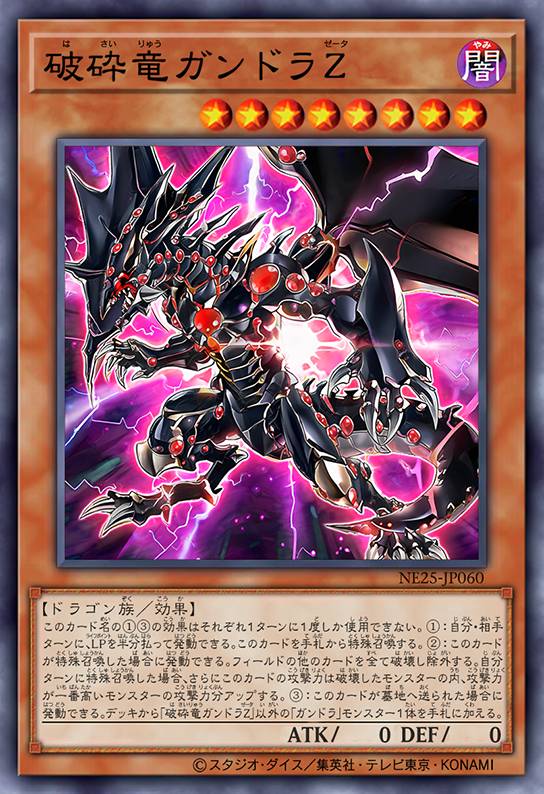 破砕竜ガンドラZ
闇
NE25-JP060
【ドラゴン族／効果】
このカード名の①③の効果はそれぞれ1ターンに1度しか使用できない。①：自分・相手
ターンに、LPを半分払って発動できる。このカードを手札から特殊召喚する。②：このカード
が特殊召喚した場合に発動できる。フィールドの他のカードを全て破壊し除外する。自分
ターンに特殊召喚した場合、さらにこのカードの攻撃力は破壊したモンスターの内、攻撃力
が一番高いモンスターの攻撃力分アップする。③：このカードが墓地へ送られた場合に
発動できる。デッキから「破砕竜ガンドラZ」以外の「ガンドラ」モンスター1体を手札に加える。
ATK/ 0 DEF/ 0
©スタジオ・ダイス／集英社・テレビ東京・KONAMI